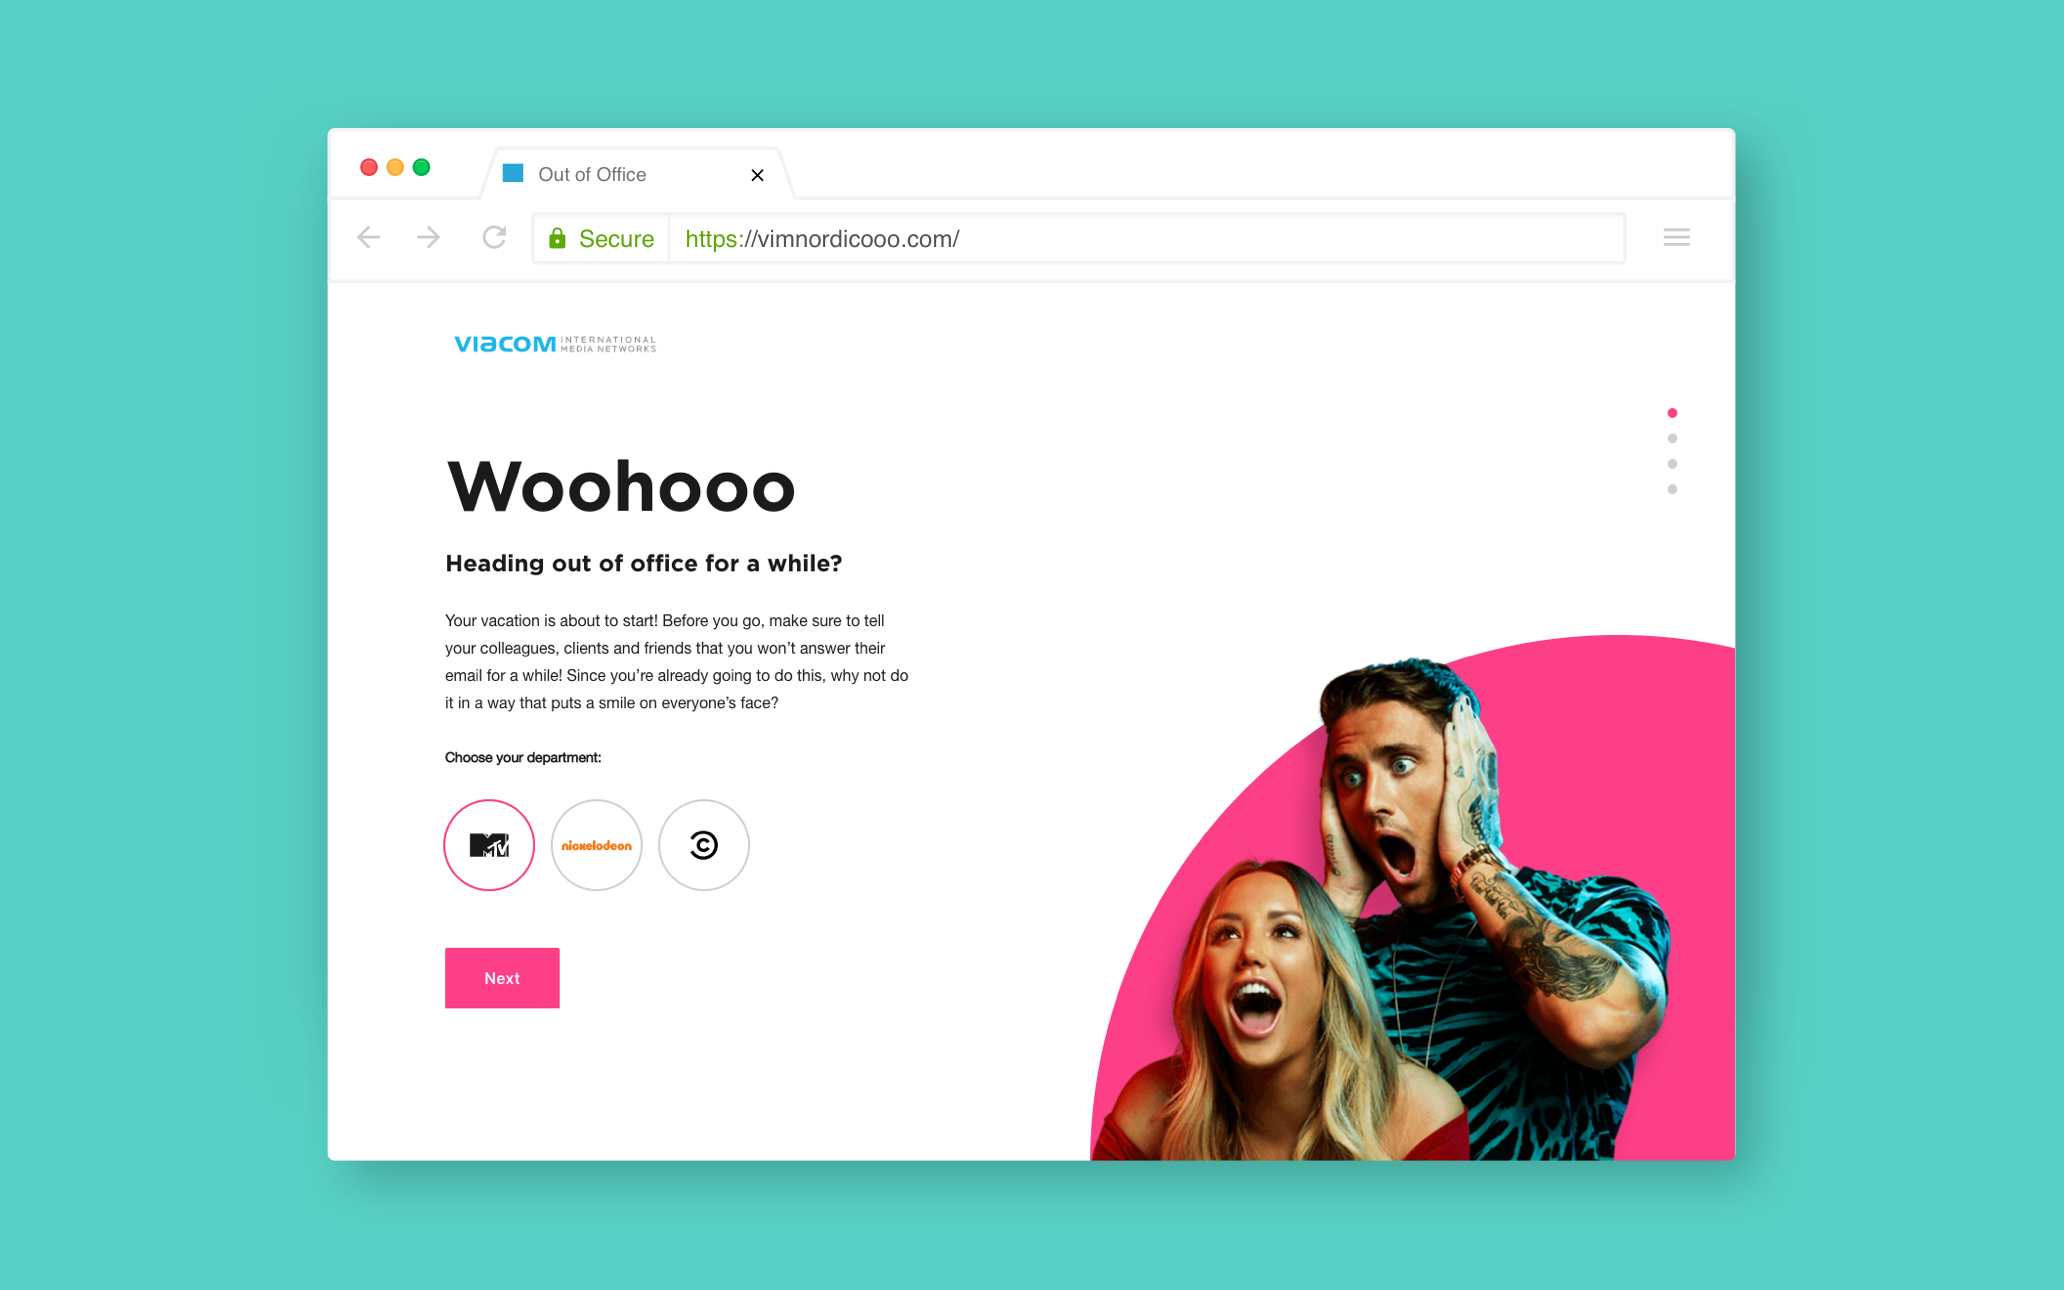 Out of Office
Secure https://vimnordicooo.com/
VIACOM INTERNATIONAL
MEDIA NETWORKS
Woohooo
Heading out of office for a while?
Your vacation is about to start! Before you go, make sure to tell
your colleagues, clients and friends that you won’t answer their
email for a while! Since you’re already going to do this, why not do
it in a way that puts a smile on everyone’s face?
Choose your department:
MTV nickelodeon
Next